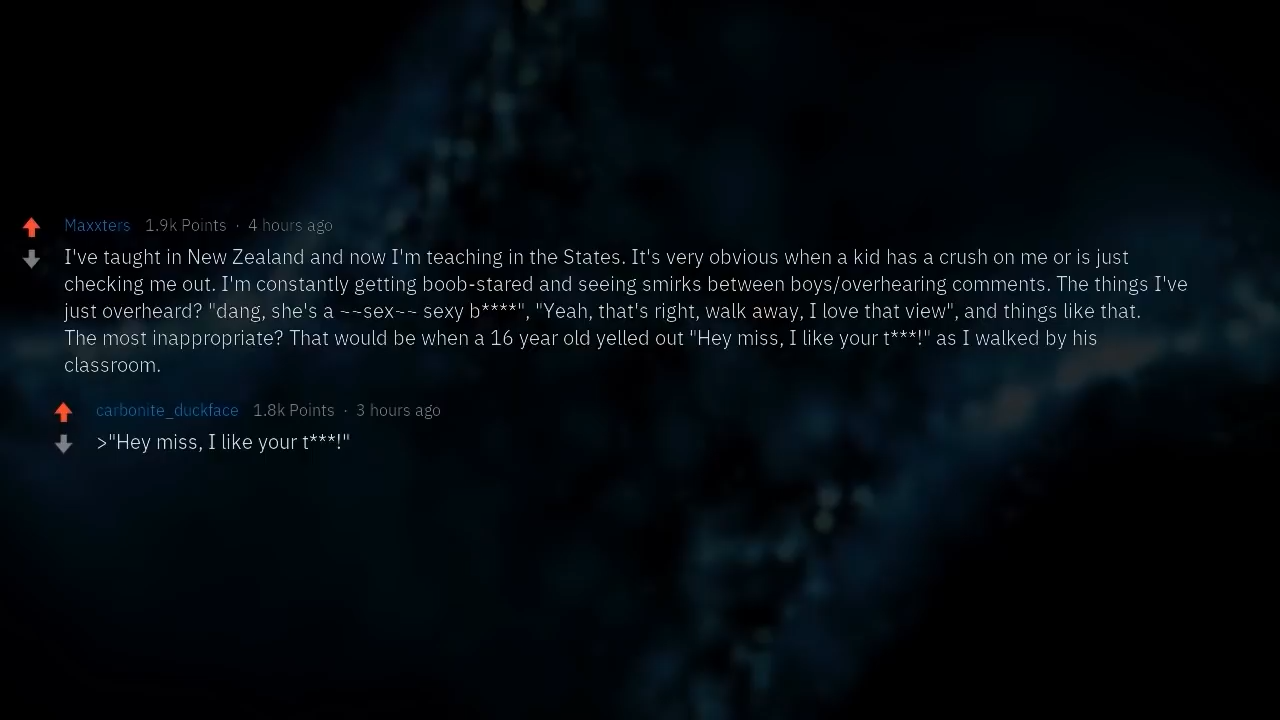 Maxxters 1.9k Points · 4 hours ago
I've taught in New Zealand and now I'm teaching in the States. It's very obvious when a kid has a crush on me or is just
checking me out. I'm constantly getting boob-stared and seeing smirks between boys/overhearing comments. The things I've
just overheard? "dang, she's a ~~sex~~ sexy b****", "Yeah, that's right, walk away, I love that view", and things like that.
The most inappropriate? That would be when a 16 year old yelled out "Hey miss, I like your t***!" as I walked by his
classroom.
carbonite_duckface 1.8k Points · 3 hours ago
>"Hey miss, I like your t***!"